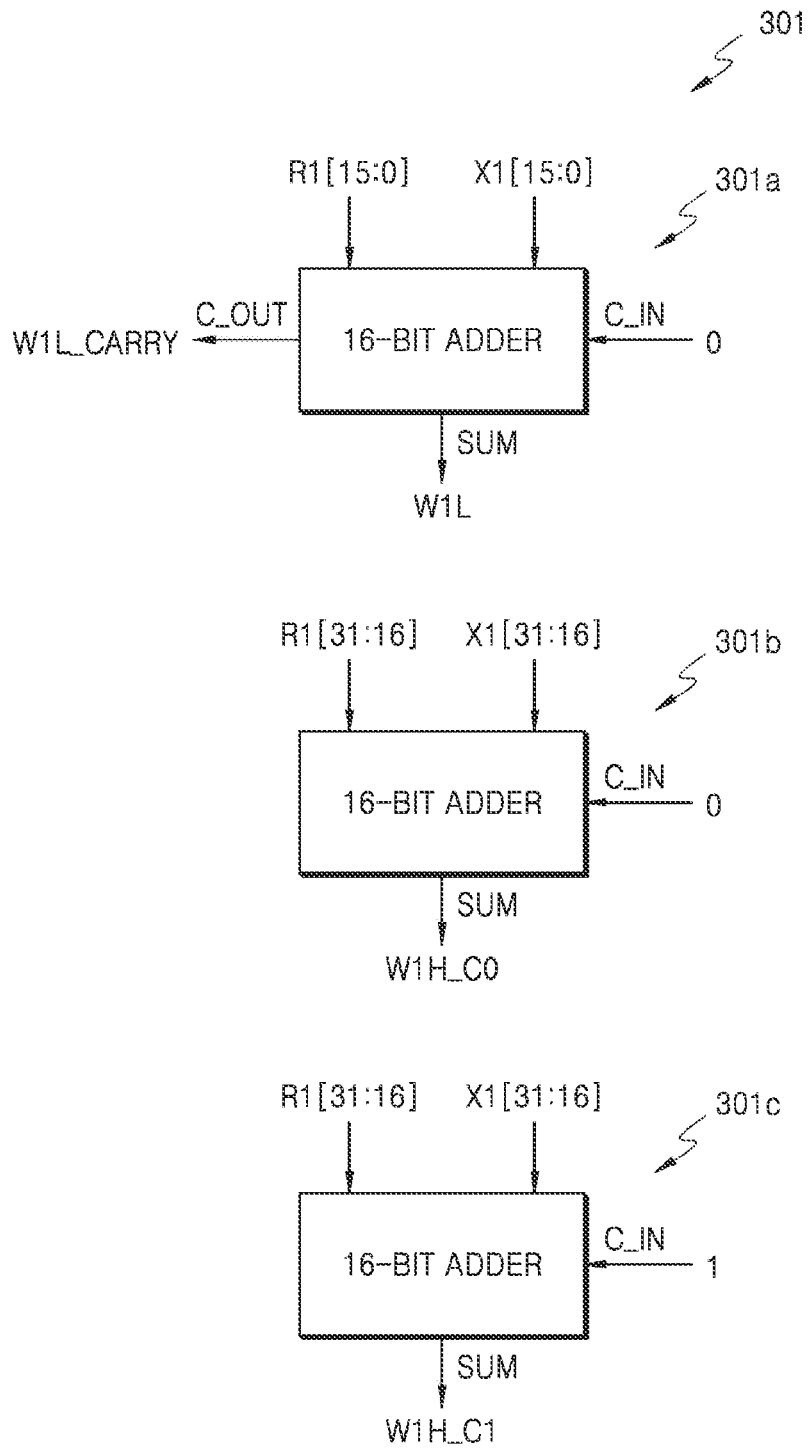 301
R1[15:0] X1[15:0] 301a
C_OUT C_IN
W1L_CARRY 16-BIT ADDER 0
SUM
W1L
R1[31:16] X1[31:16] 301b
C_IN
16-BIT ADDER 0
SUM
W1H_C0
R1[31:16] X1[31:16] 301c
C_IN
16-BIT ADDER 1
SUM
W1H_C1